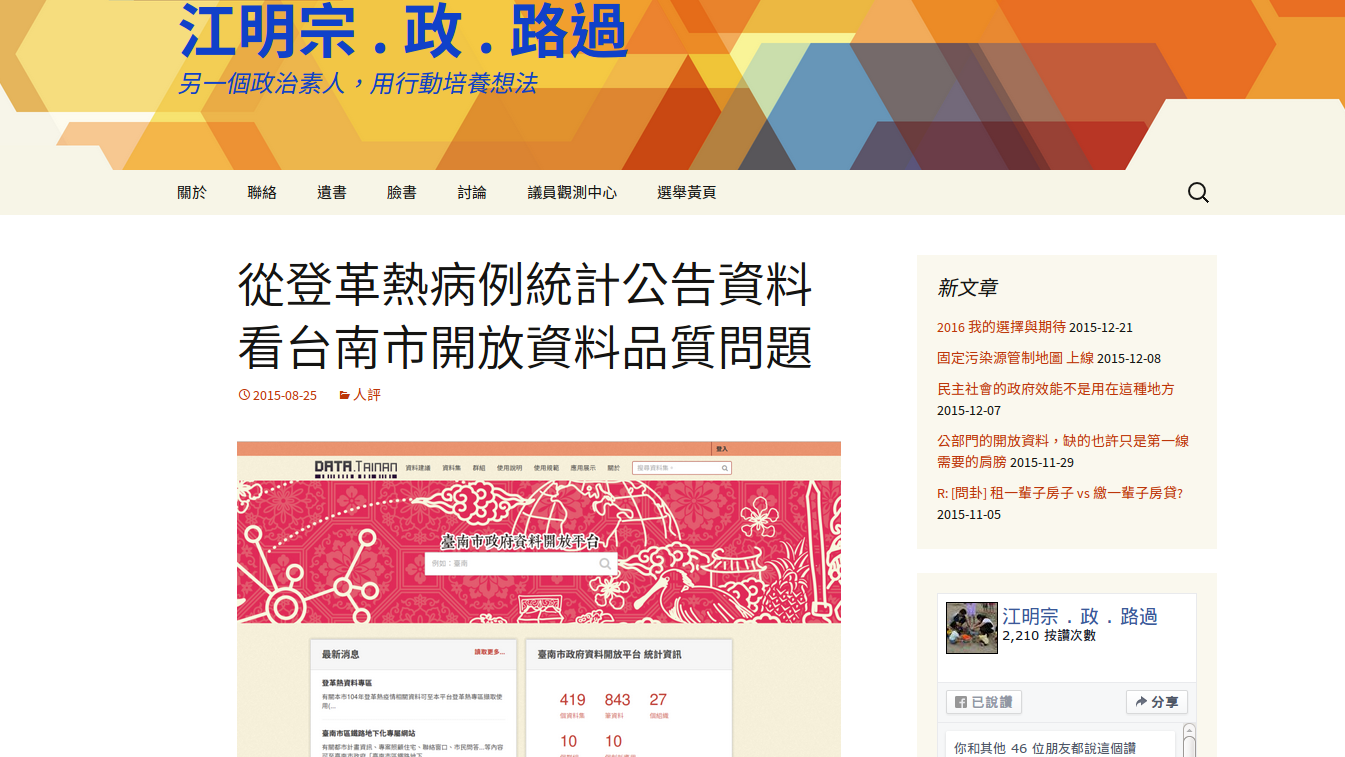 江明宗 . 政 . 路過
另一個政治素人，用行動培養想法
關於 聯絡 遺書 臉書 討論 議員觀測中心 選舉黃頁
從登革熱病例統計公告資料
看台南市開放資料品質問題
2015-08-25 人評
登入
DATA.TAINAN 資料建議 資料集 群組 使用說明 使用規範 應用展示 關於 搜尋資料集。
臺南市政府資料開放平台
例如：臺南
最新消息 讀取更多...
登革熱資料專區
有關本市104年登革熱疫情相關資料可至本平台登革熱專區擷取使
用(...
臺南市區鐵路地下化專屬網站
有關都市計畫資訊、專案照顧住宅、聯絡窗口、市民問答...等內容
臺南市政府資料開放平台 統計資訊
419 843 27
個資料集 筆資料 個組織
10 10
新文章
2016 我的選擇與期待 2015-12-21
固定污染源管制地圖 上線 2015-12-08
民主社會的政府效能不是用在這種地方
2015-12-07
公部門的開放資料，缺的也許只是第一線
需要的肩膀 2015-11-29
R: [問卦] 租一輩子房子 vs 繳一輩子房貸?
2015-11-05
江明宗 . 政 . 路過
2,210 按讚次數
已說讚 分享
你和其他 46 位朋友都說這個讚